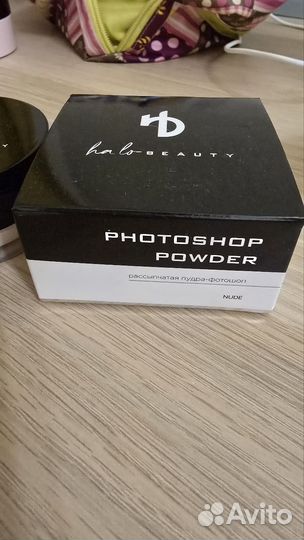 halo BEAUTY
PHOTOSHOP
POWDER
рассыпчатая пудра-фотошоп
NUDE
Avito